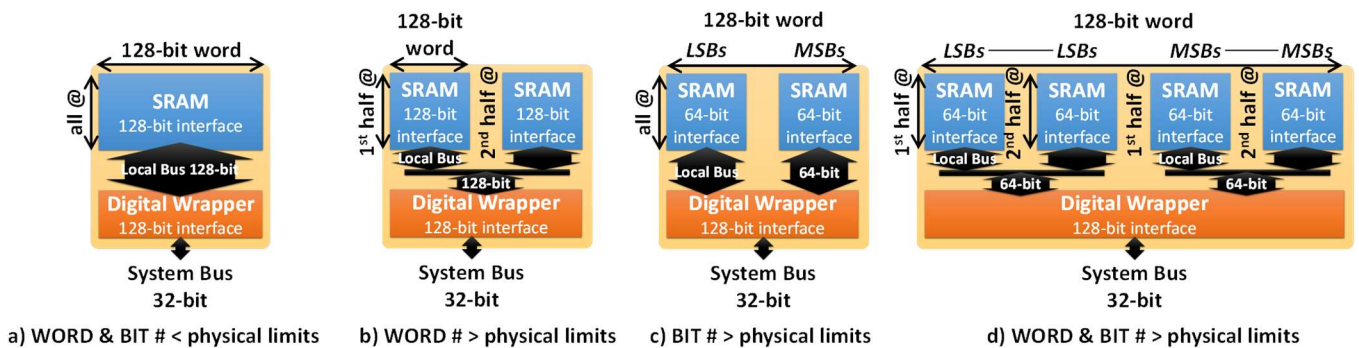 128-bit word
all @
SRAM
128-bit interface
Local Bus 128-bit
Digital Wrapper
128-bit interface
System Bus
32-bit
a) WORD & BIT # < physical limits
128-bit
word
1st half @
SRAM
128-bit
interface
2nd half @
SRAM
128-bit
interface
Local Bus
128-bit
Digital Wrapper
128-bit interface
System Bus
32-bit
b) WORD # > physical limits
128-bit word
LSBs MSBs
all @
SRAM
64-bit
interface
SRAM
64-bit
interface
Local Bus
64-bit
Digital Wrapper
128-bit interface
System Bus
32-bit
c) BIT # > physical limits
128-bit word
LSBs LSBs MSBs MSBs
1st half @
SRAM
64-bit
interface
2nd half @
SRAM
64-bit
interface
1st half @
SRAM
64-bit
interface
2nd half @
SRAM
64-bit
interface
Local Bus
64-bit
Local Bus
64-bit
Digital Wrapper
128-bit interface
System Bus
32-bit
d) WORD & BIT # > physical limits